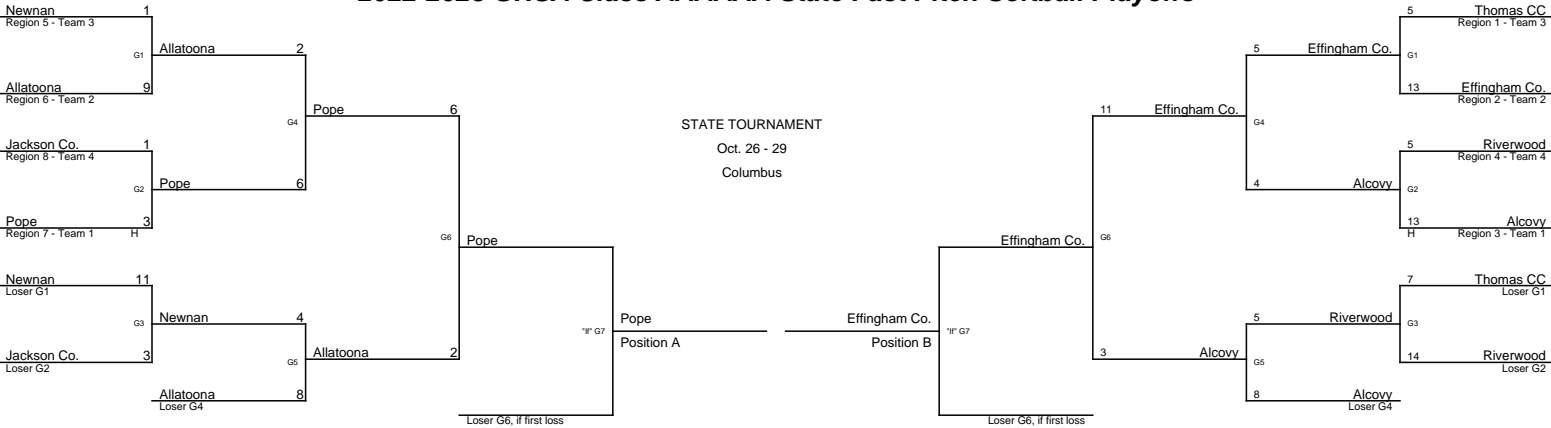 2022-2023 GHSA Class AAAAAA State Fast Pitch Softball Playoffs
Newnan 1
Region 5 - Team 3
G1
Allatoona 2
Allatoona 9
Region 6 - Team 2
G4
Pope 6
Jackson Co. 1
Region 8 - Team 4
G2
Pope 6
Pope 3
Region 7 - Team 1 H
G6
Pope
Newnan 11
Loser G1
G3
Newnan 4
Jackson Co. 3
Loser G2
G5
Allatoona 2
Allatoona 8
Loser G4
"If" G7
Pope
Position A
Loser G6, if first loss
STATE TOURNAMENT
Oct. 26 - 29
Columbus
5 Thomas CC
Region 1 - Team 3
5 Effingham Co.
G1
13 Effingham Co.
Region 2 - Team 2
11 Effingham Co.
G4
5 Riverwood
Region 4 - Team 4
4 Alcovy
G2
13 Alcovy
H Region 3 - Team 1
Effingham Co.
G6
7 Thomas CC
Loser G1
5 Riverwood
G3
14 Riverwood
Loser G2
3 Alcovy
G5
8 Alcovy
Loser G4
Effingham Co.
Position B
"If" G7
Loser G6, if first loss